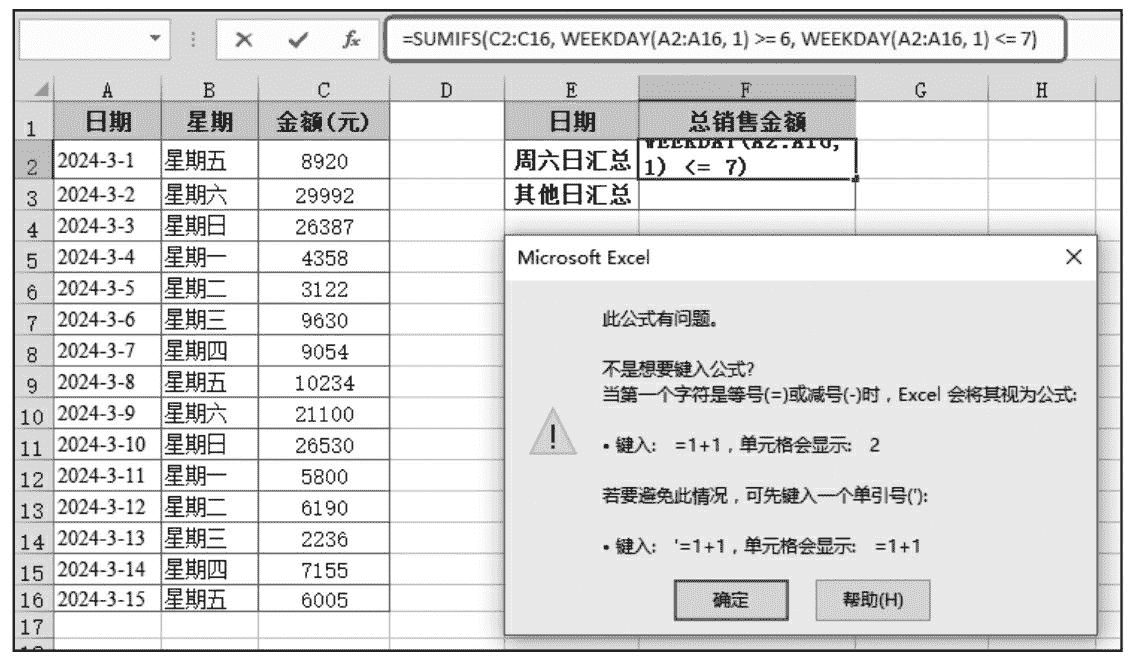 fx =SUMIFS(C2:C16, WEEKDAY(A2:A16, 1) >= 6, WEEKDAY(A2:A16, 1) <= 7)
A B C D E F G H
1 日期 星期 金额(元) 日期 总销售金额
2 2024-3-1 星期五 8920 周六日汇总 WEEKDAY(A2:A16,
1) <= 7)
3 2024-3-2 星期六 29992 其他日汇总
4 2024-3-3 星期日 26387
5 2024-3-4 星期一 4358
6 2024-3-5 星期二 3122
7 2024-3-6 星期三 9630
8 2024-3-7 星期四 9054
9 2024-3-8 星期五 10234
10 2024-3-9 星期六 21100
11 2024-3-10 星期日 26530
12 2024-3-11 星期一 5800
13 2024-3-12 星期二 6190
14 2024-3-13 星期三 2236
15 2024-3-14 星期四 7155
16 2024-3-15 星期五 6005
17
Microsoft Excel
此公式有问题。
不是想要键入公式?
当第一个字符是等号(=)或减号(-)时，Excel 会将其视为公式:
• 键入: =1+1，单元格会显示: 2
若要避免此情况，可先键入一个单引号('):
• 键入: '=1+1，单元格会显示: =1+1
确定 帮助(H)